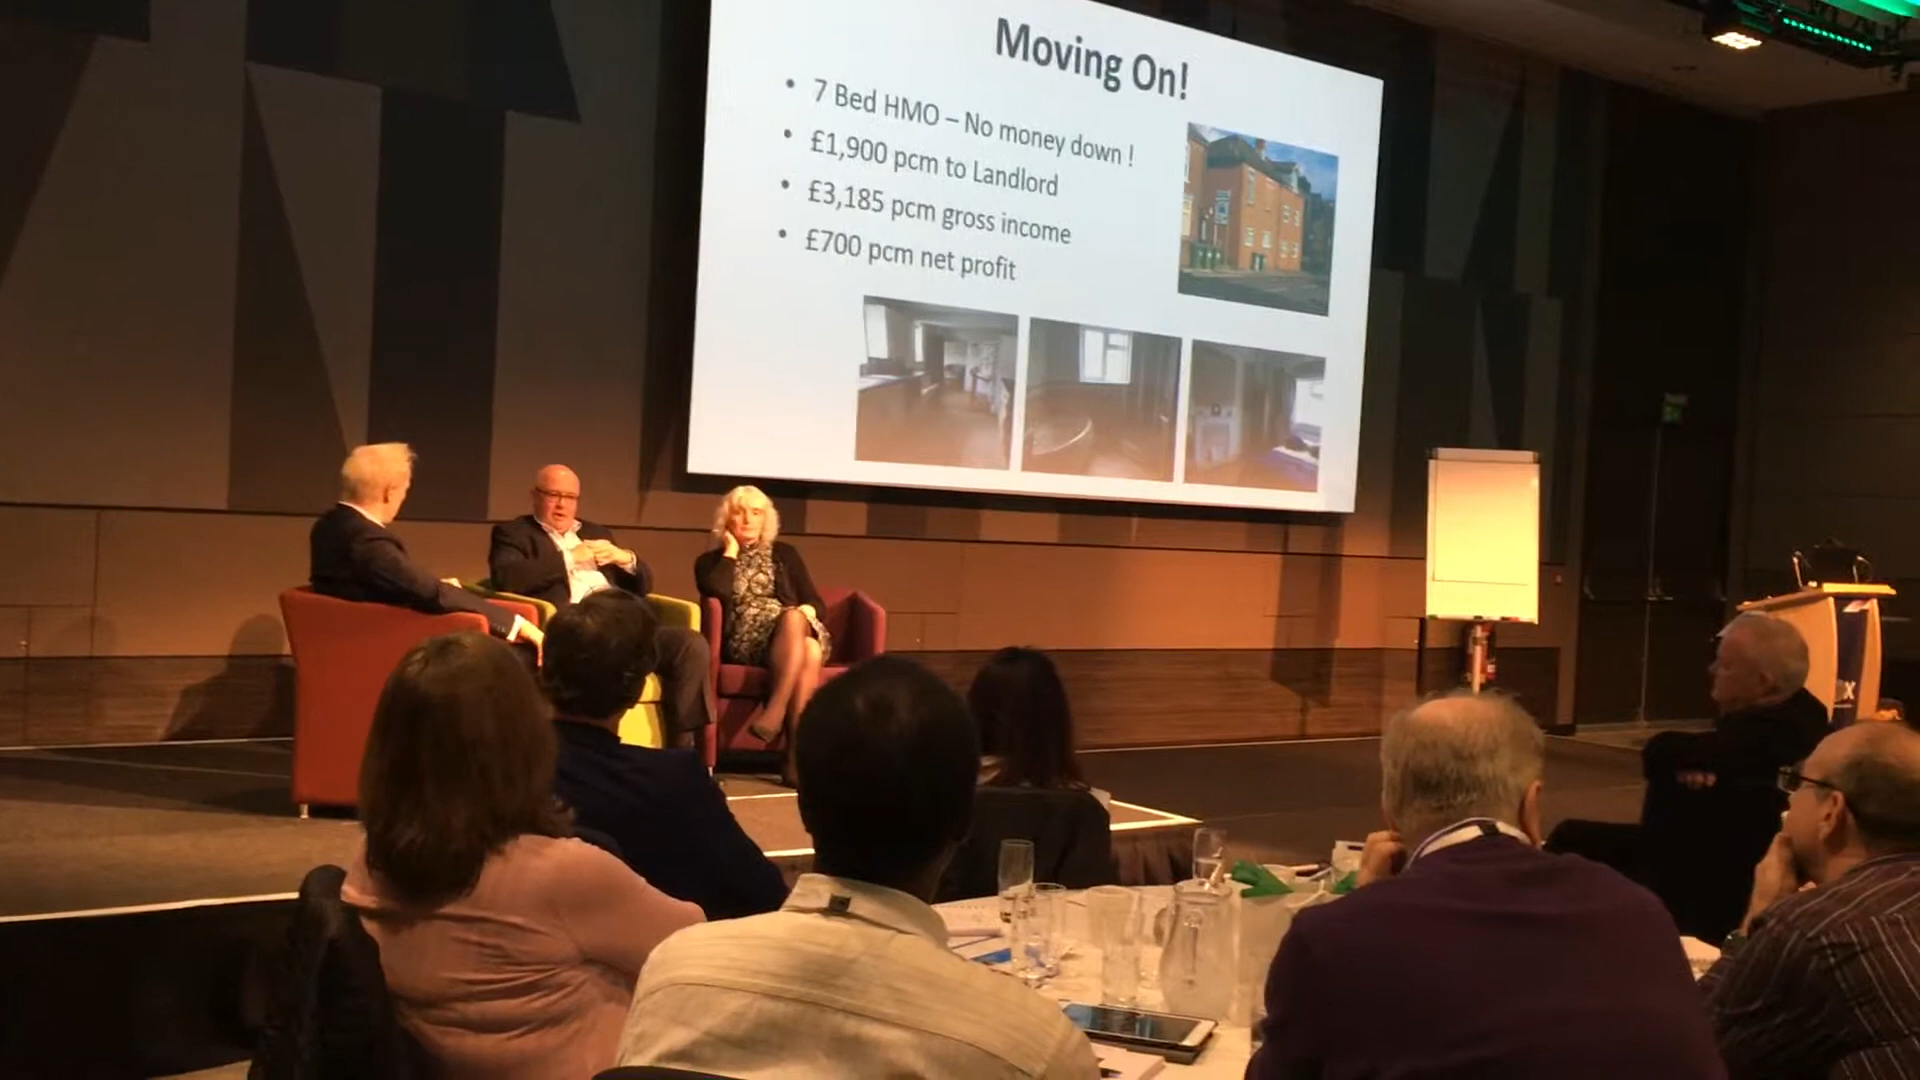 Moving On!
• 7 Bed HMO – No money down !
• £1,900 pcm to Landlord
• £3,185 pcm gross income
• £700 pcm net profit